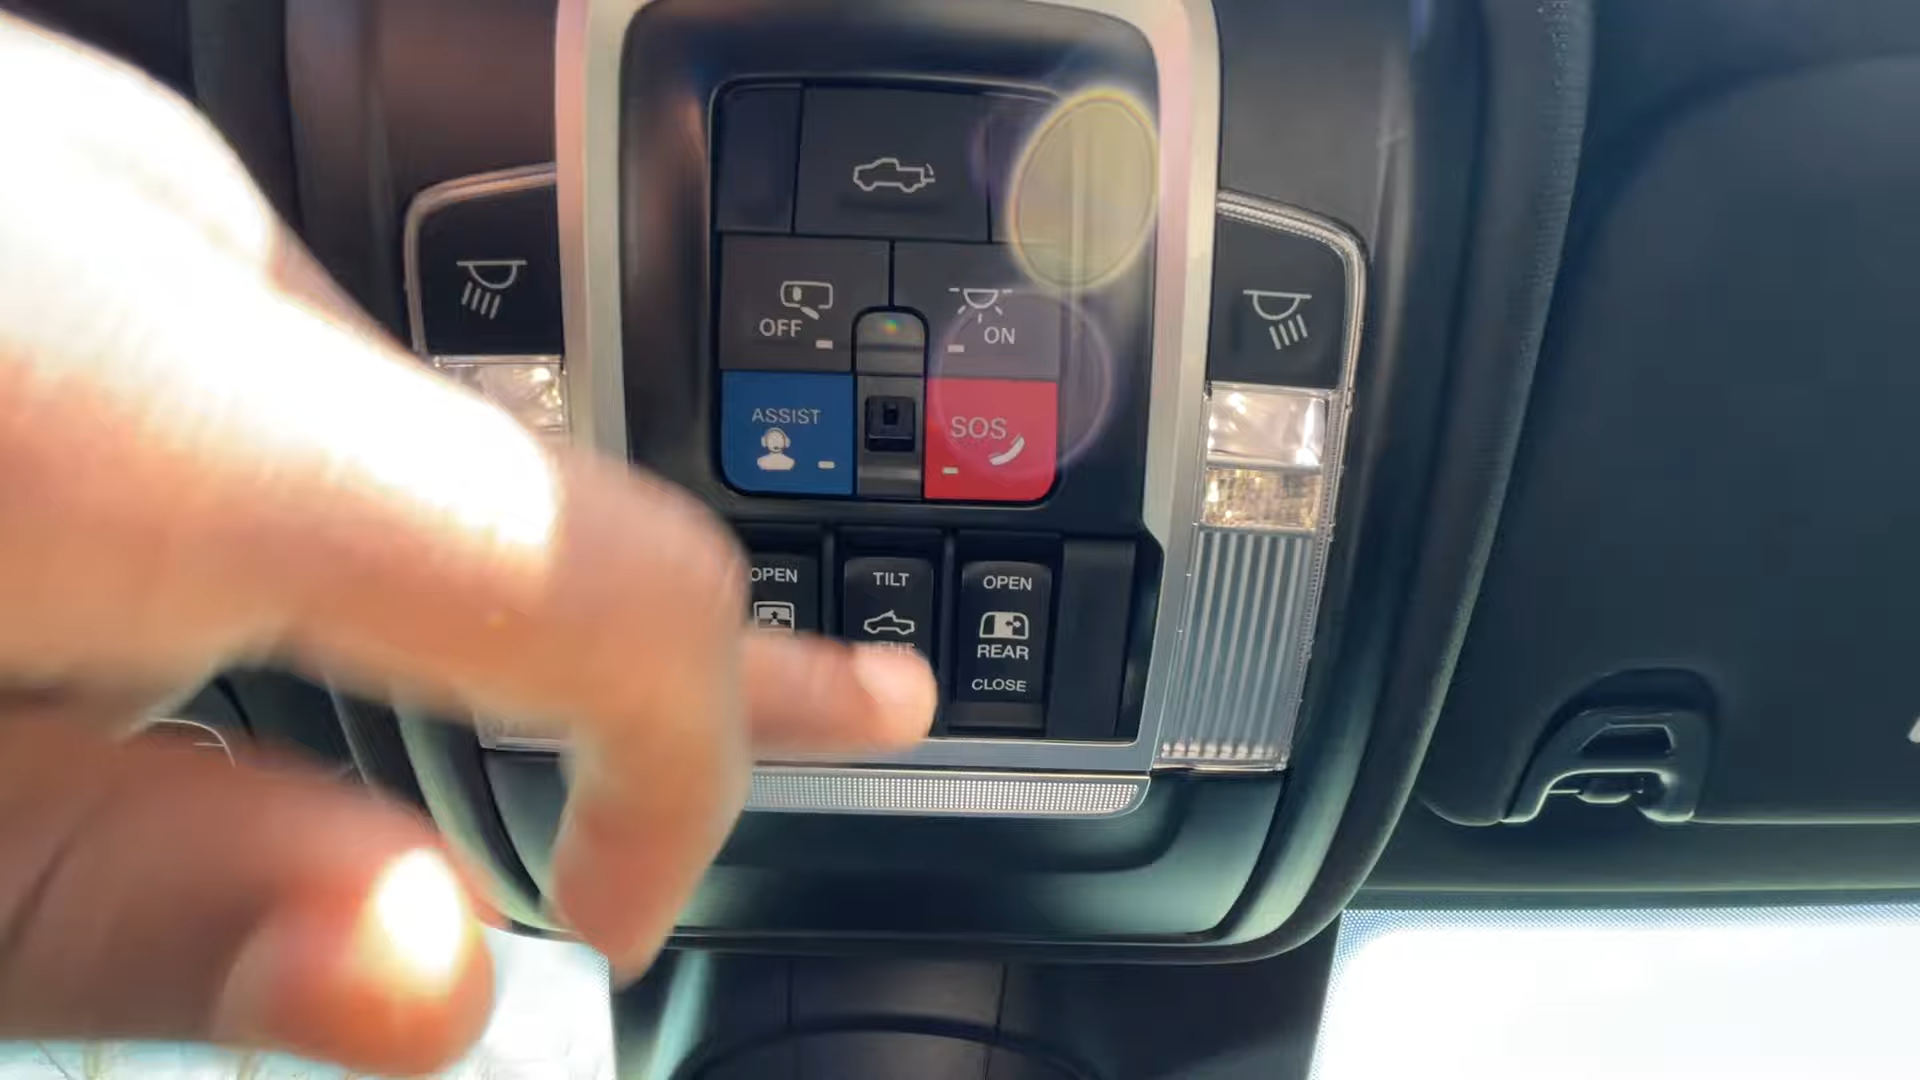 OFF
ON
ASSIST
SOS
OPEN
TILT
OPEN
REAR
CLOSE